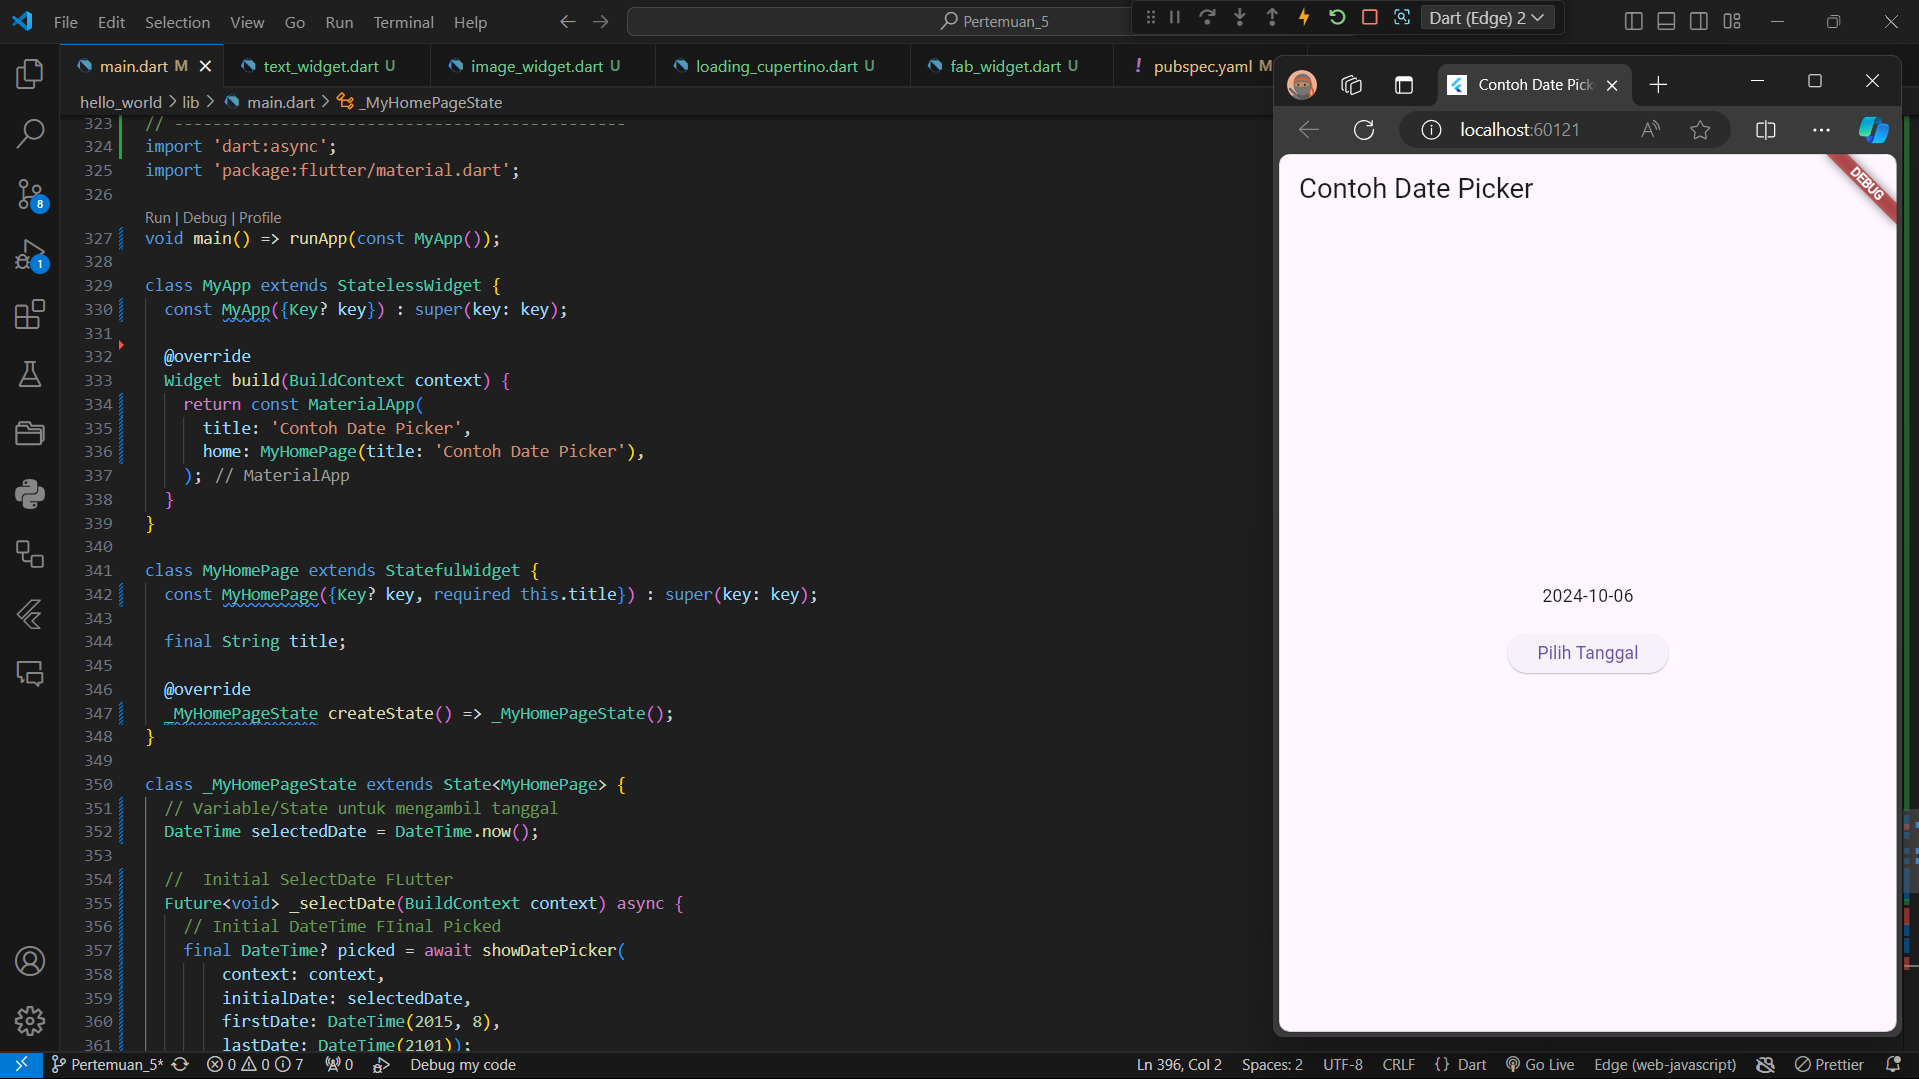 File Edit Selection View Go Run Terminal Help
Pertemuan_5
Dart (Edge) 2
main.dart M
text_widget.dart U
image_widget.dart U
loading_cupertino.dart U
fab_widget.dart U
! pubspec.yaml M
hello_world > lib > main.dart > _MyHomePageState
323 // -----------------------------------------------
324 import 'dart:async';
325 import 'package:flutter/material.dart';
326
Run | Debug | Profile
327 void main() => runApp(const MyApp());
328
329 class MyApp extends StatelessWidget {
330 const MyApp({Key? key}) : super(key: key);
331
332 @override
333 Widget build(BuildContext context) {
334 return const MaterialApp(
335 title: 'Contoh Date Picker',
336 home: MyHomePage(title: 'Contoh Date Picker'),
337 ); // MaterialApp
338 }
339 }
340
341 class MyHomePage extends StatefulWidget {
342 const MyHomePage({Key? key, required this.title}) : super(key: key);
343
344 final String title;
345
346 @override
347 _MyHomePageState createState() => _MyHomePageState();
348 }
349
350 class _MyHomePageState extends State<MyHomePage> {
351 // Variable/State untuk mengambil tanggal
352 DateTime selectedDate = DateTime.now();
353
354 //  Initial SelectDate FLutter
355 Future<void> _selectDate(BuildContext context) async {
356 // Initial DateTime FIinal Picked
357 final DateTime? picked = await showDatePicker(
358 context: context,
359 initialDate: selectedDate,
360 firstDate: DateTime(2015, 8),
361 lastDate: DateTime(2101));
8
1
Contoh Date Pick
localhost:60121
Contoh Date Picker
DEBUG
2024-10-06
Pilih Tanggal
Pertemuan_5* 0 0 7 0 Debug my code
Ln 396, Col 2 Spaces: 2 UTF-8 CRLF {} Dart Go Live Edge (web-javascript) Prettier